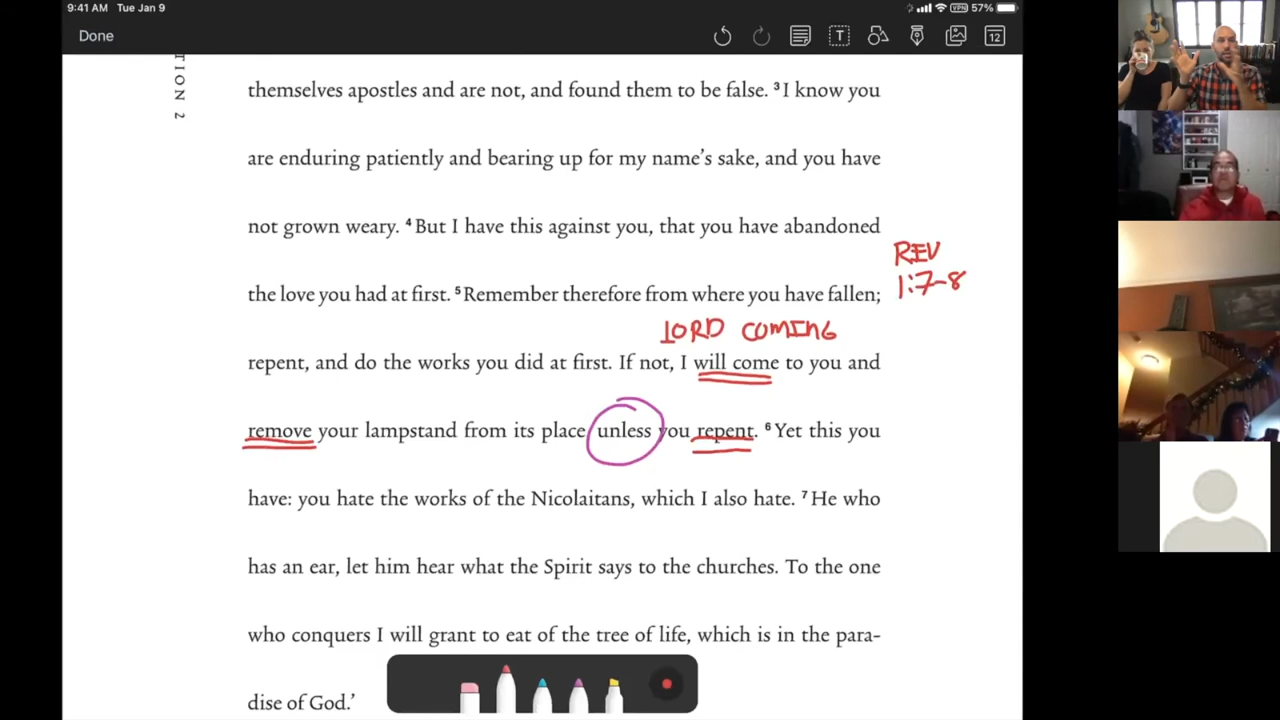 9:41 AM Tue Jan 9
VPN 57%
Done
T
12
TION 2
themselves apostles and are not, and found them to be false. ³ I know you
are enduring patiently and bearing up for my name’s sake, and you have
not grown weary. ⁴ But I have this against you, that you have abandoned
REV
1:7-8
the love you had at first. ⁵ Remember therefore from where you have fallen;
LORD COMING
repent, and do the works you did at first. If not, I will come to you and
remove your lampstand from its place unless you repent. ⁶ Yet this you
have: you hate the works of the Nicolaitans, which I also hate. ⁷ He who
has an ear, let him hear what the Spirit says to the churches. To the one
who conquers I will grant to eat of the tree of life, which is in the para-
dise of God.’